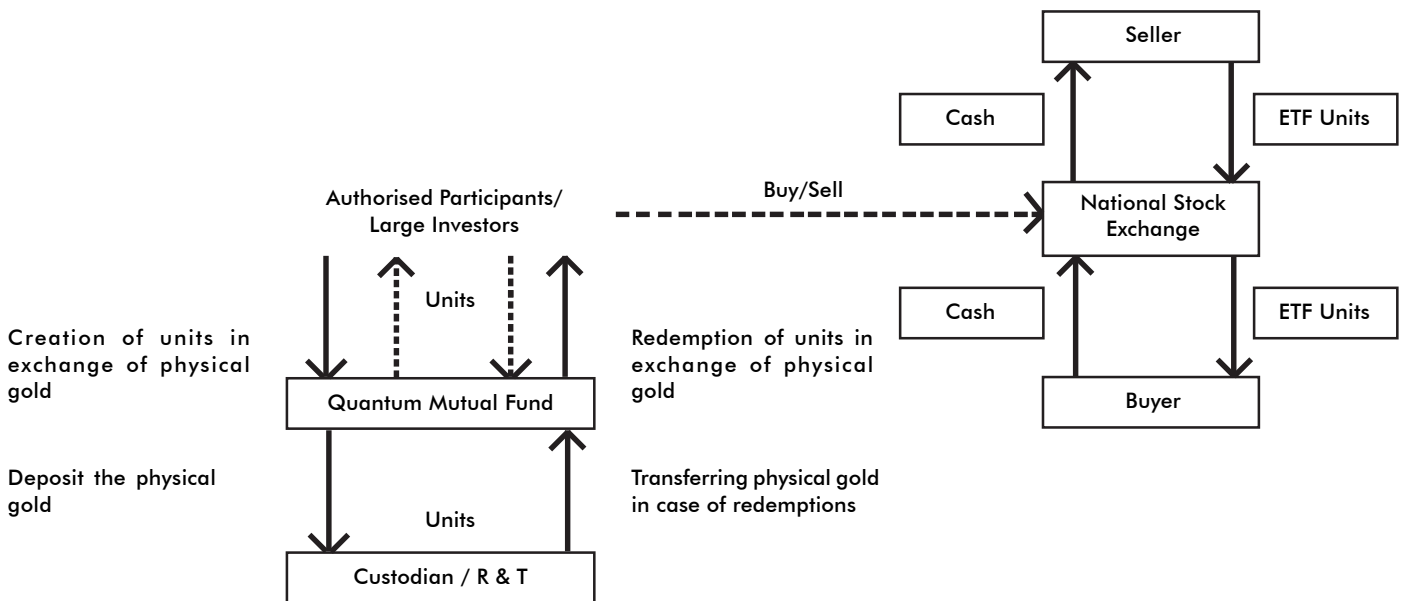 Seller
Cash
ETF Units
Authorised Participants/
Large Investors
Buy/Sell
National Stock
Exchange
Units
Cash
ETF Units
Creation of units in
exchange of physical
gold
Redemption of units in
exchange of physical
gold
Quantum Mutual Fund
Buyer
Deposit the physical
gold
Transferring physical gold
in case of redemptions
Units
Custodian / R & T